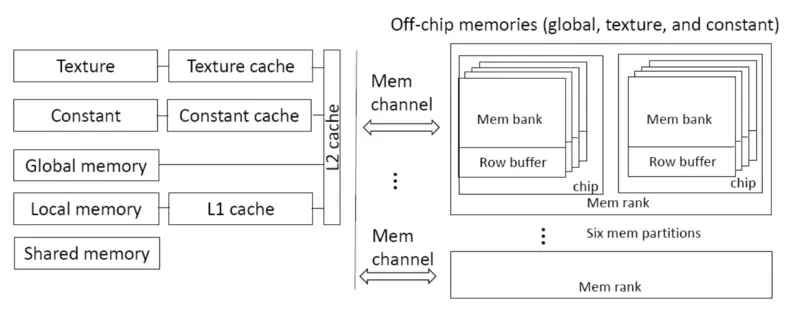 Off-chip memories (global, texture, and constant)
Texture
Texture cache
Constant
Constant cache
Global memory
Local memory
L1 cache
Shared memory
L2 cache
Mem
channel
Mem bank
Row buffer
chip
Mem bank
Row buffer
chip
Mem rank
Six mem partitions
Mem
channel
Mem rank